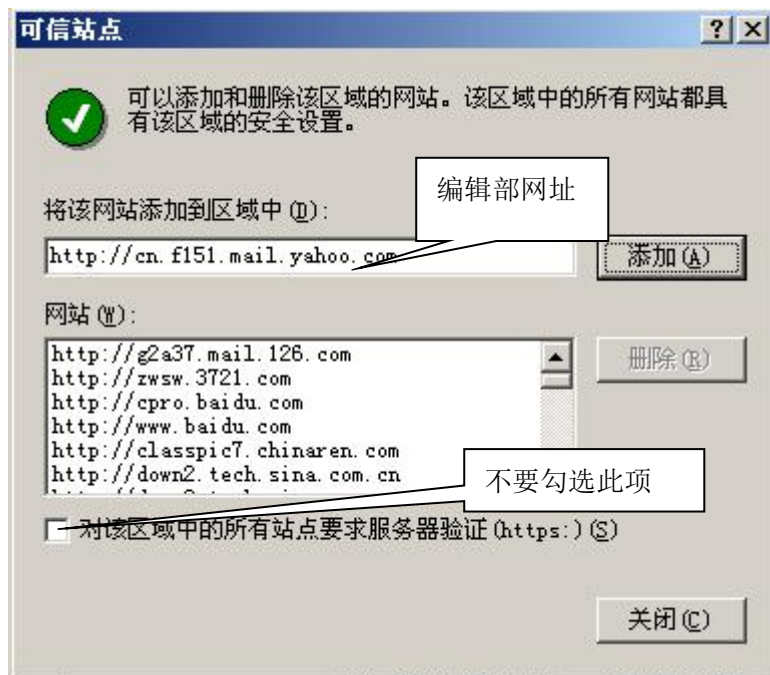 可信站点
可以添加和删除该区域的网站。该区域中的所有网站都具
有该区域的安全设置。
编辑部网址
将该网站添加到区域中(D):
http://cn.f151.mail.yahoo.com
添加(A)
网站(W):
http://g2a37.mail.126.com
http://zwsw.3721.com
http://cpro.baidu.com
http://www.baidu.com
http://classpic7.chinaren.com
http://down2.tech.sina.com.cn
删除(R)
不要勾选此项
对该区域中的所有站点要求服务器验证(https:)(S)
关闭(C)